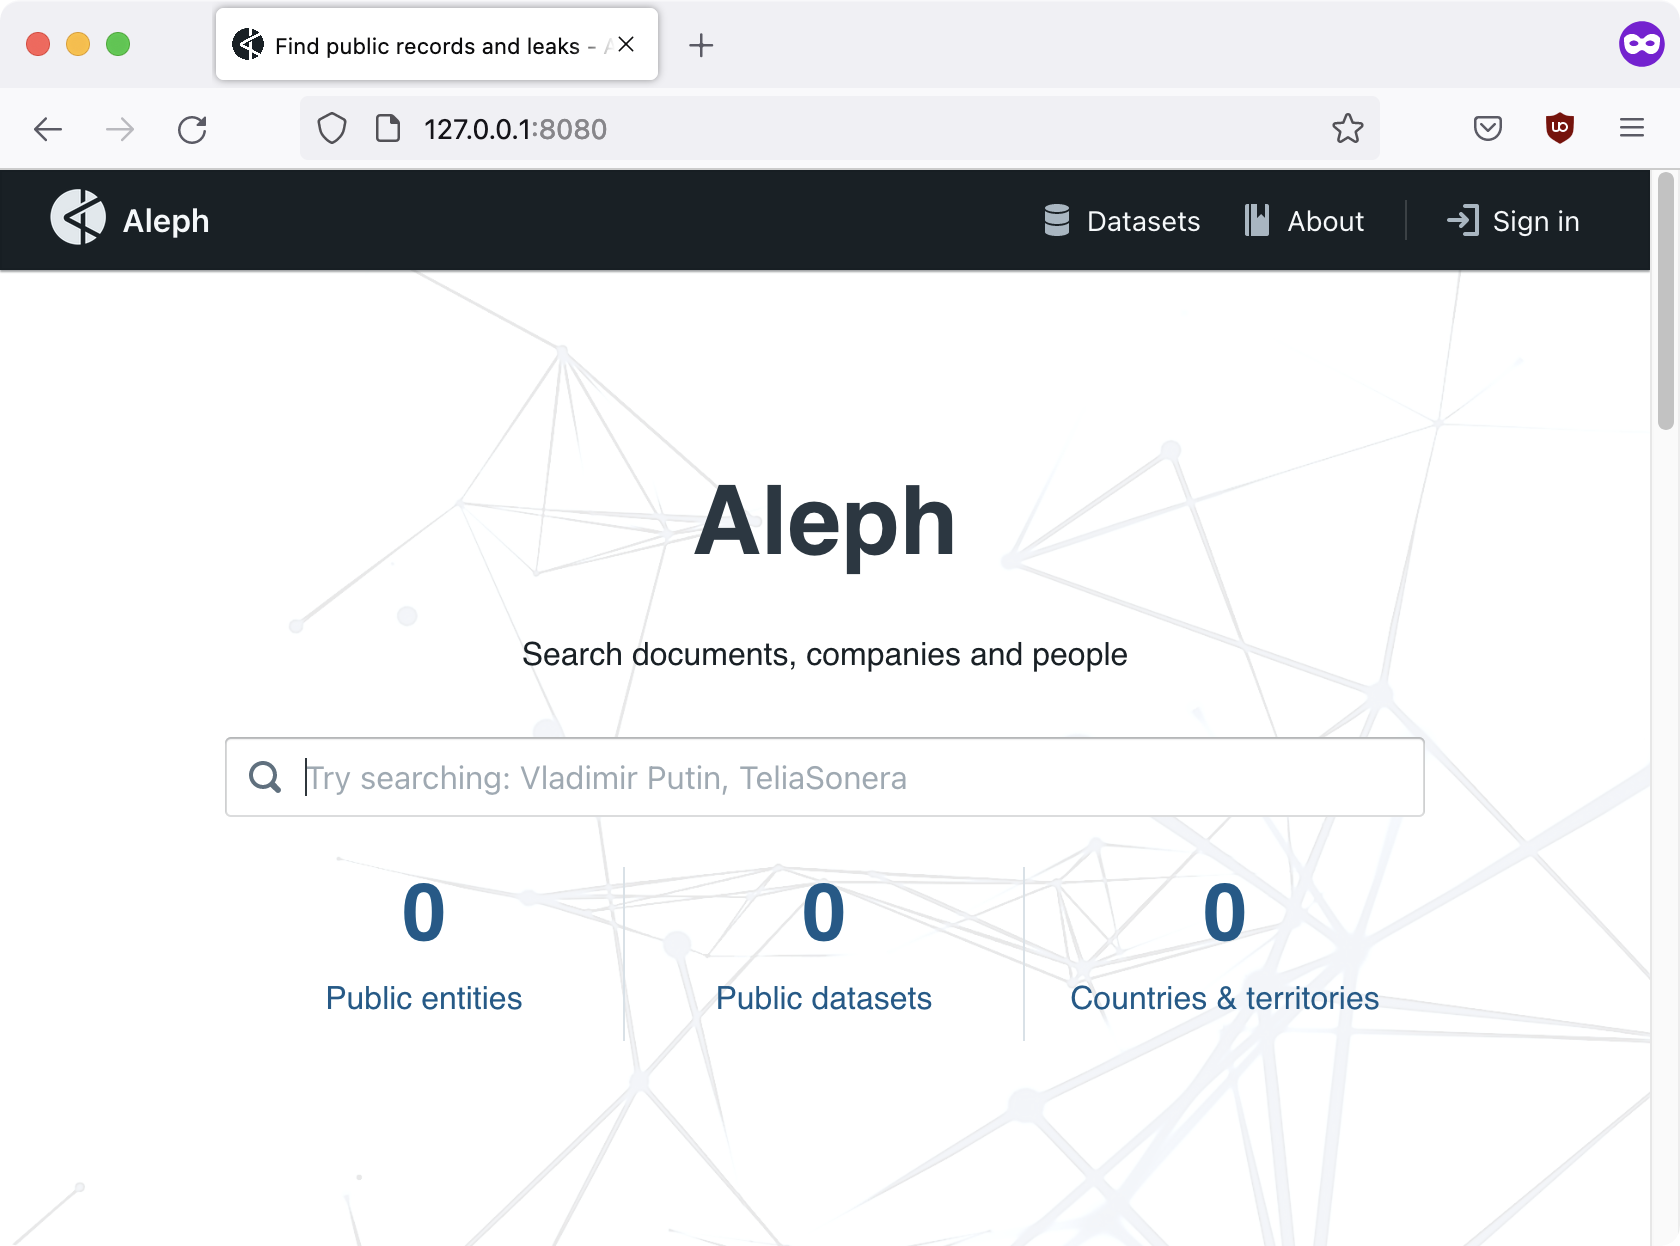 Find public records and leaks –
127.0.0.1:8080
Aleph
Datasets
About
Sign in
Aleph
Search documents, companies and people
Try searching: Vladimir Putin, TeliaSonera
0
0
0
Public entities
Public datasets
Countries & territories